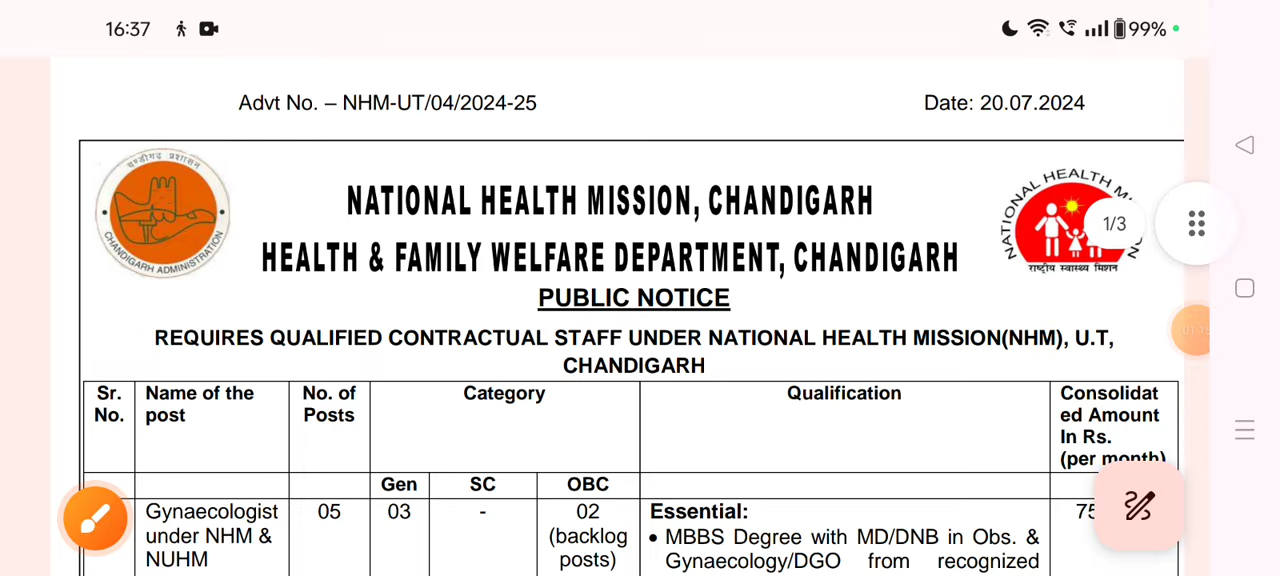 16:37
99%
Advt No. – NHM-UT/04/2024-25 Date: 20.07.2024
चण्डीगढ़ प्रशासन
CHANDIGARH ADMINISTRATION
NATIONAL HEALTH MISSION, CHANDIGARH
HEALTH & FAMILY WELFARE DEPARTMENT, CHANDIGARH
NATIONAL HEALTH
राष्ट्रीय स्वास्थ्य मिशन
1/3
PUBLIC NOTICE
REQUIRES QUALIFIED CONTRACTUAL STAFF UNDER NATIONAL HEALTH MISSION(NHM), U.T,
CHANDIGARH
Sr. Name of the No. of Category Qualification Consolidat
No. post Posts ed Amount
In Rs.
(per month)
Gen SC OBC
Gynaecologist 05 03 - 02 Essential:
under NHM & (backlog • MBBS Degree with MD/DNB in Obs. &
NUHM posts) Gynaecology/DGO from recognized